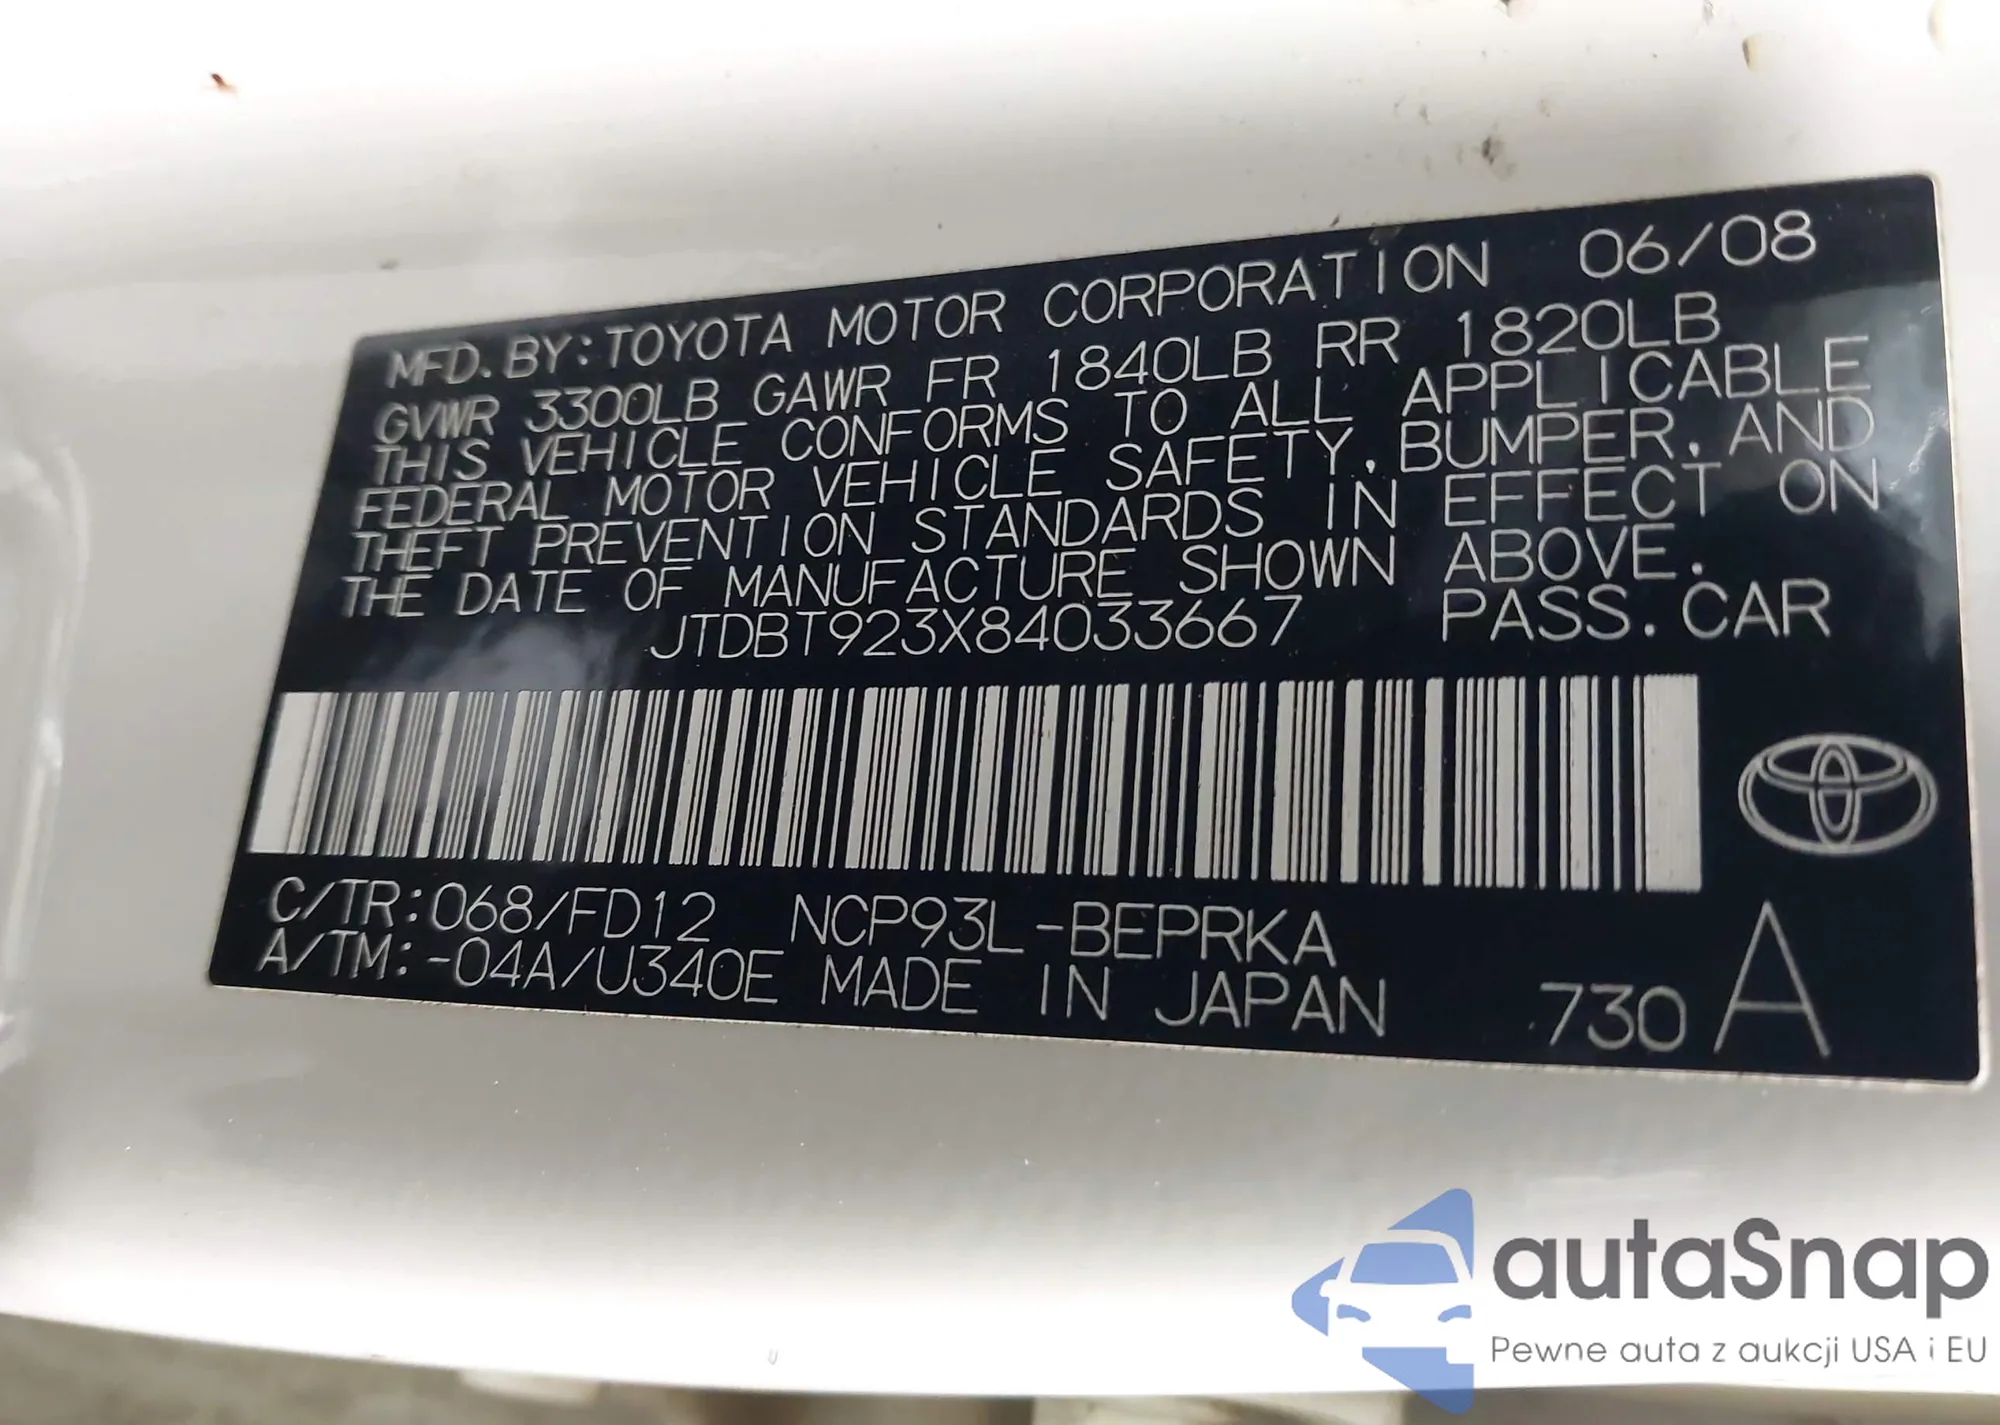 MFD. BY: TOYOTA MOTOR CORPORATION 06/08
GVWR 3300LB GAWR FR 1840LB RR 1820LB
THIS VEHICLE CONFORMS TO ALL APPLICABLE
FEDERAL MOTOR VEHICLE SAFETY, BUMPER, AND
THEFT PREVENTION STANDARDS IN EFFECT ON
THE DATE OF MANUFACTURE SHOWN ABOVE.
JTDBT923X84033667 PASS. CAR
C/TR:068/FD12 NCP93L-BEPRKA
A/TM:-04A/U340E MADE IN JAPAN 730 A
autaSnap
Pewne auta z aukcji USA i EU